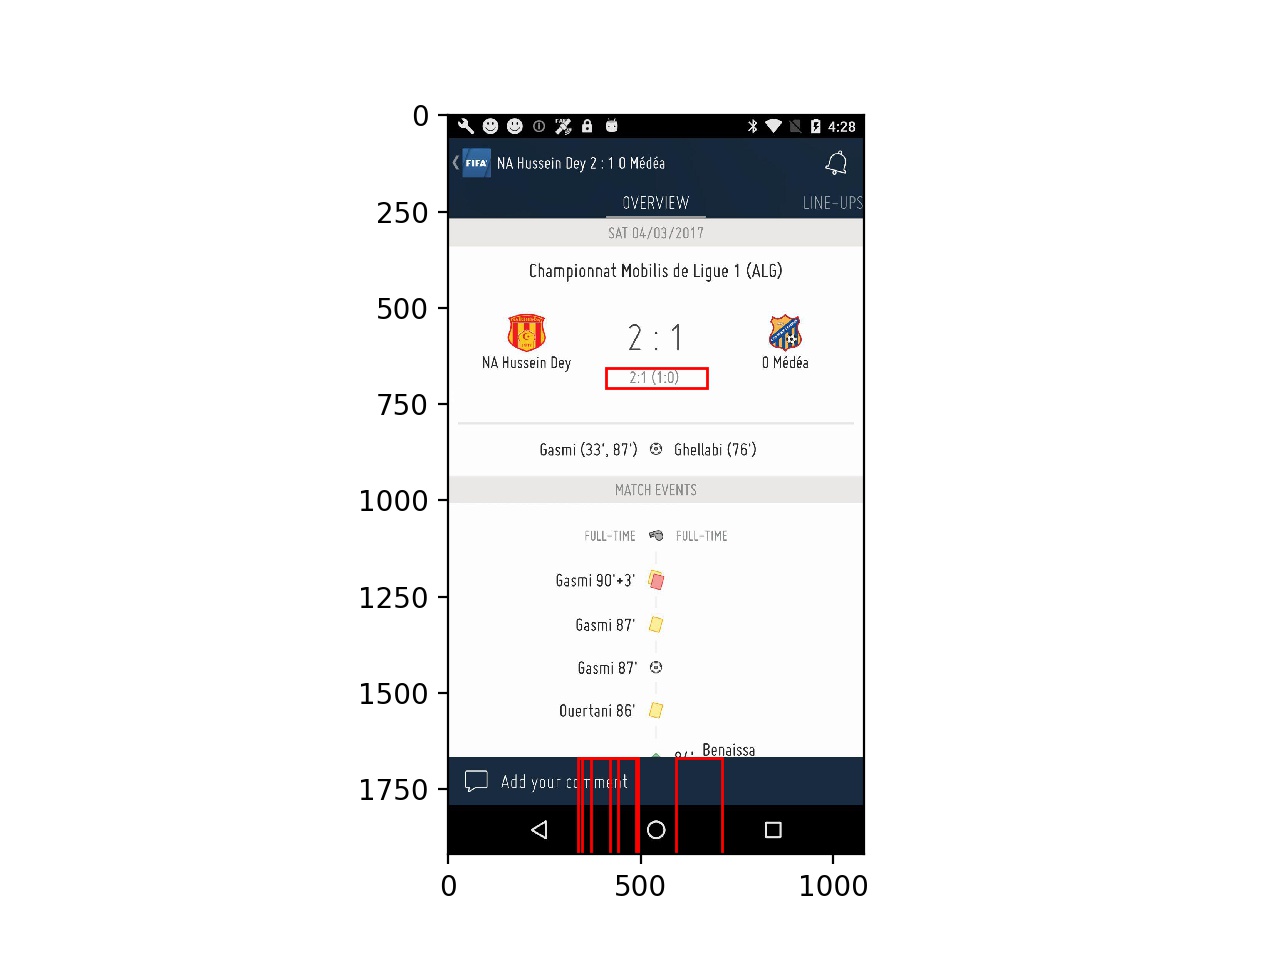 0
250
500
750
1000
1250
1500
1750
0 500 1000
4:28
FIFA NA Hussein Dey 2 : 1 O Médéa
OVERVIEW LINE-UPS
SAT 04/03/2017
Championnat Mobilis de Ligue 1 (ALG)
2 : 1
NA Hussein Dey O Médéa
2:1 (1:0)
Gasmi (33', 87') Ghellabi (76')
MATCH EVENTS
FULL-TIME FULL-TIME
Gasmi 90'+3'
Gasmi 87'
Gasmi 87'
Ouertani 86'
Benaissa
Add your comment